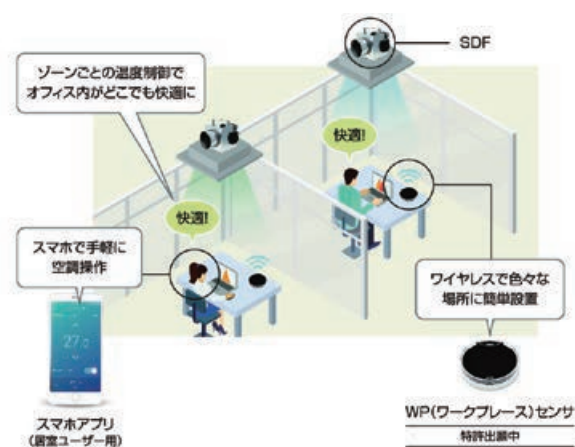 SDF
ゾーンごとの温度制御で
オフィス内がどこでも快適に
快適!
快適!
スマホで手軽に
空調操作
ワイヤレスで色々な
場所に簡単設置
27
スマホアプリ
(居室ユーザー用)
WP(ワークプレース)センサ
特許出願中